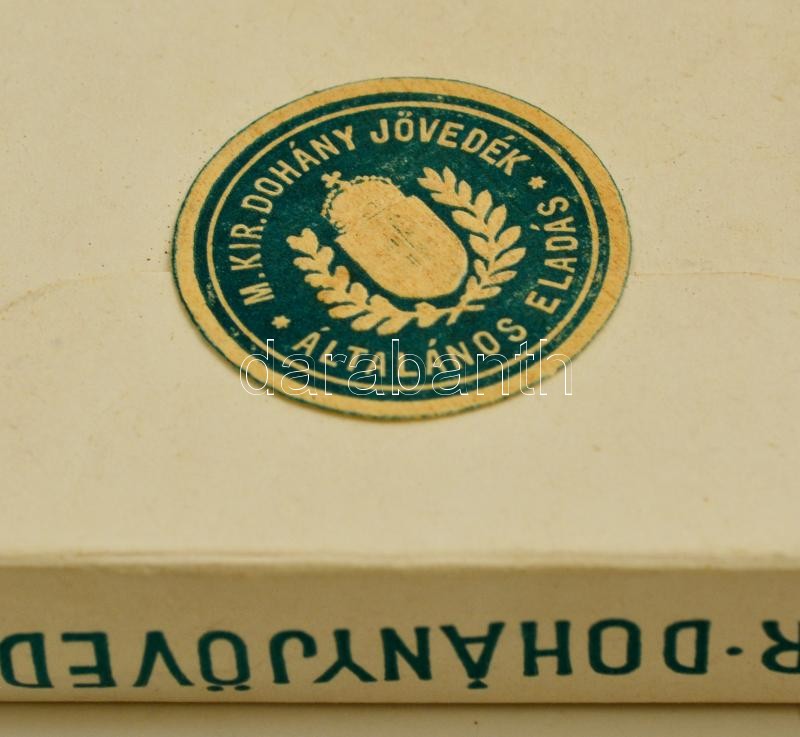 M.KIR.DOHÁNY JÖVEDÉK
* ÁLTALÁNOS ELADÁS *
darabanth
R·DOHÁNYJÖVED